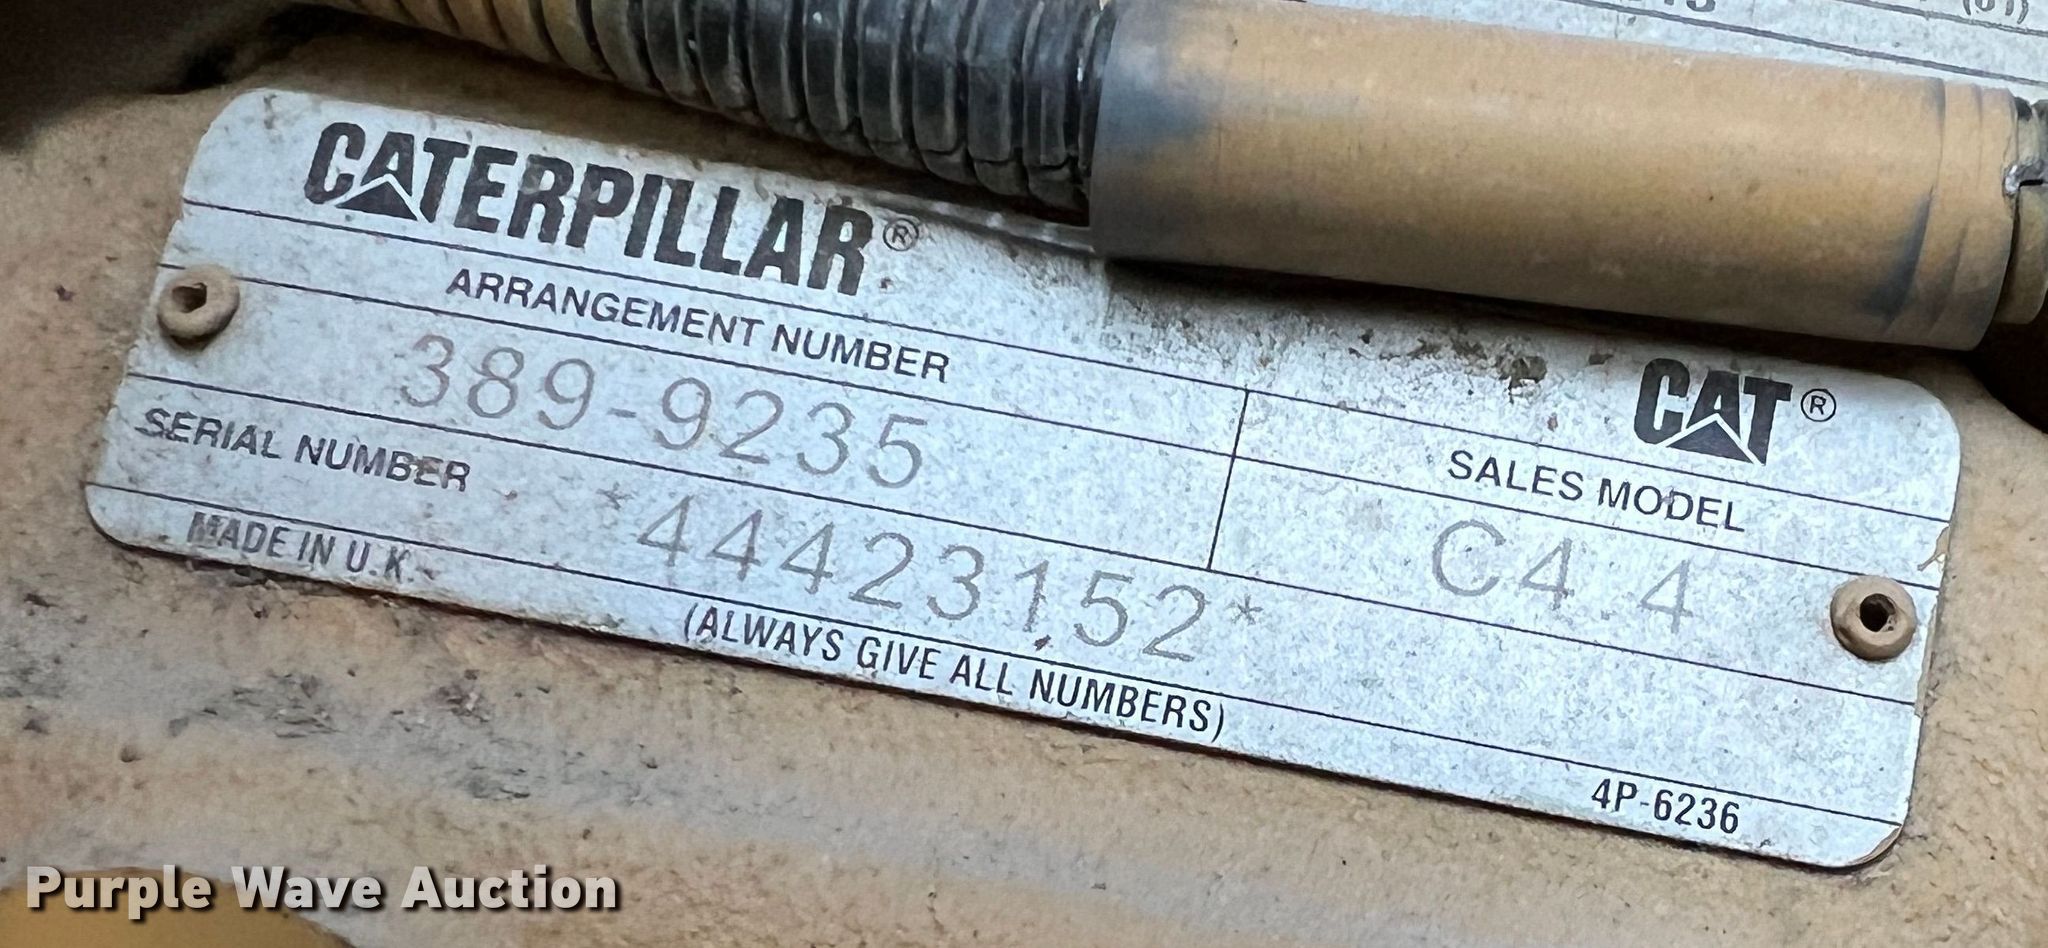 CATERPILLAR®
CAT®
ARRANGEMENT NUMBER
SALES MODEL
389-9235
C4.4
SERIAL NUMBER
*44423152*
MADE IN U.K.
(ALWAYS GIVE ALL NUMBERS)
4P-6236
Purple Wave Auction